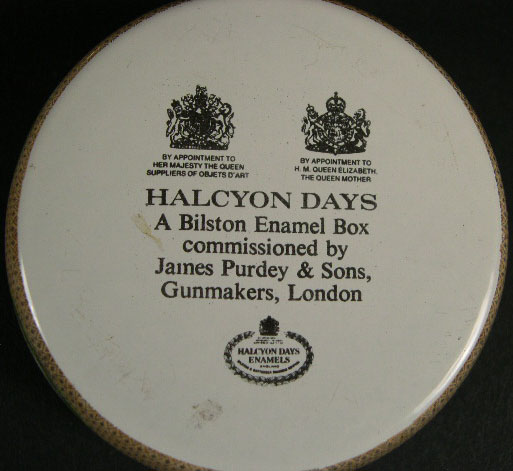 BY APPOINTMENT TO
HER MAJESTY THE QUEEN
SUPPLIERS OF OBJETS D'ART
BY APPOINTMENT TO
H. M. QUEEN ELIZABETH.
THE QUEEN MOTHER
HALCYON DAYS
A Bilston Enamel Box
commissioned by
James Purdey & Sons,
Gunmakers, London
HALCYON DAYS
ENAMELS
ENGLAND